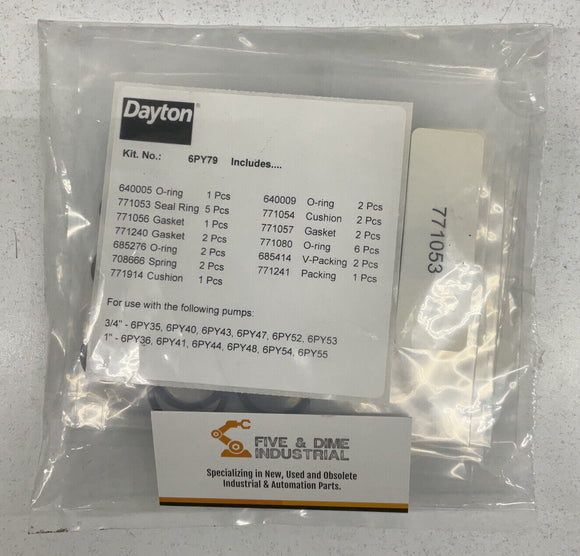 Dayton®
Kit. No.: 6PY79 Includes....
640005 O-ring 1 Pcs
771053 Seal Ring 5 Pcs
771056 Gasket 1 Pcs
771240 Gasket 2 Pcs
685276 O-ring 2 Pcs
708666 Spring 2 Pcs
771914 Cushion 1 Pcs
640009 O-ring 2 Pcs
771054 Cushion 2 Pcs
771057 Gasket 2 Pcs
771080 O-ring 6 Pcs
685414 V-Packing 2 Pcs
771241 Packing 1 Pcs
For use with the following pumps:
3/4" - 6PY35, 6PY40, 6PY43, 6PY47, 6PY52, 6PY53
1" - 6PY36, 6PY41, 6PY44, 6PY48, 6PY54, 6PY55
771053
FIVE & DIME
INDUSTRIAL
Specializing in New, Used and Obsolete
Industrial & Automation Parts.